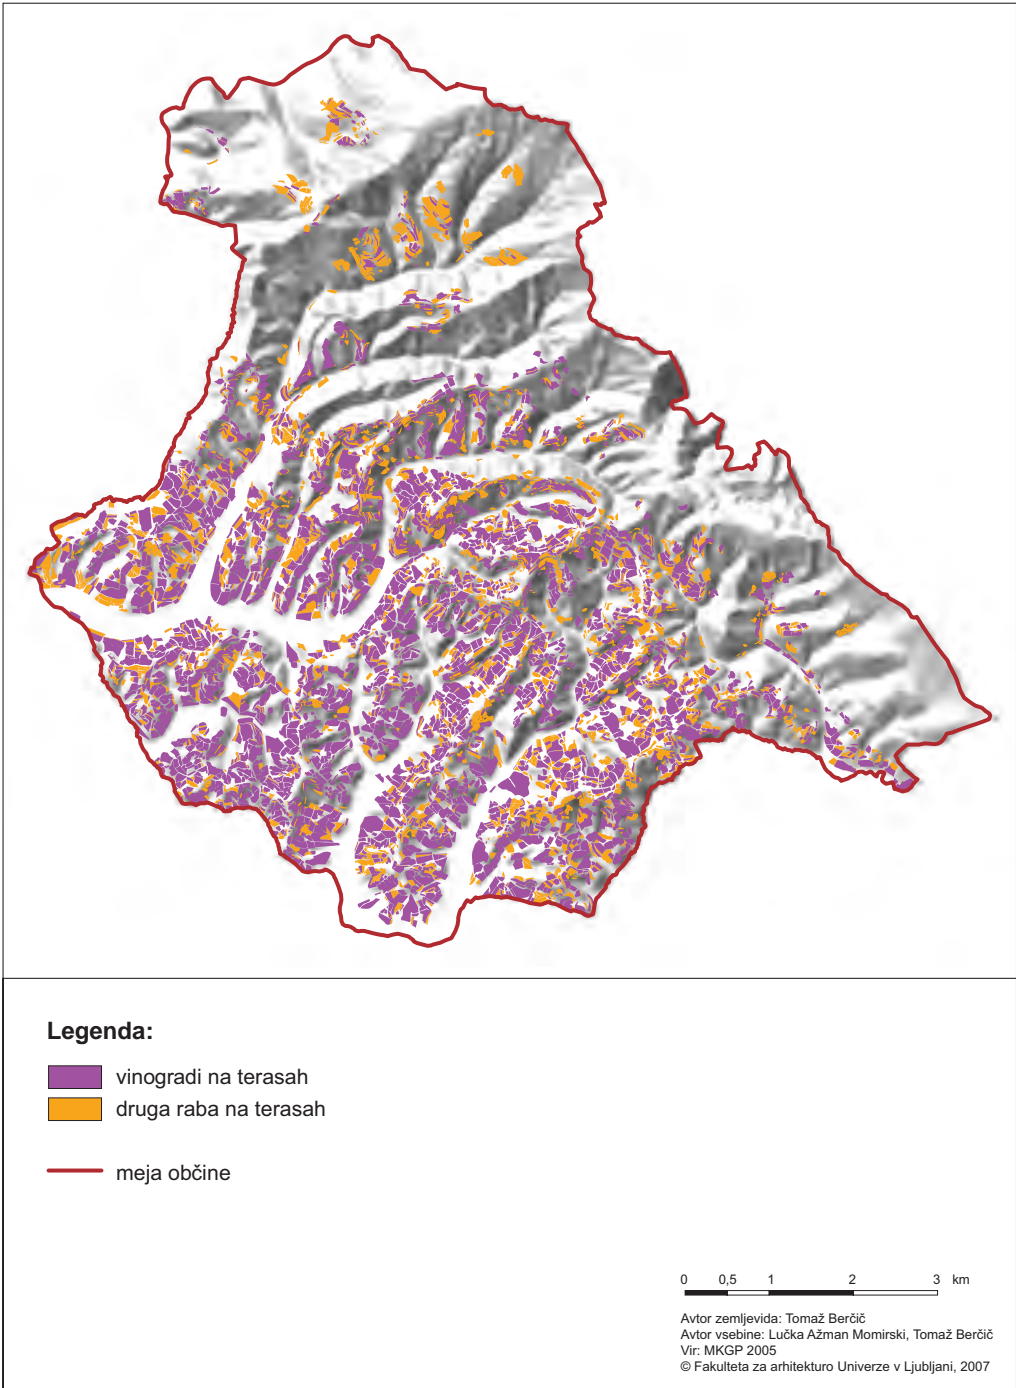 Legenda:
vinogradi na terasah
druga raba na terasah
meja občine
0 0,5 1 2 3 km
Avtor zemljevida: Tomaž Berčič
Avtor vsebine: Lučka Ažman Momirski, Tomaž Berčič
Vir: MKGP 2005
© Fakulteta za arhitekturo Univerze v Ljubljani, 2007